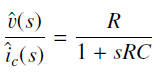 v̂(s) / î_c(s) = R / (1 + sRC)